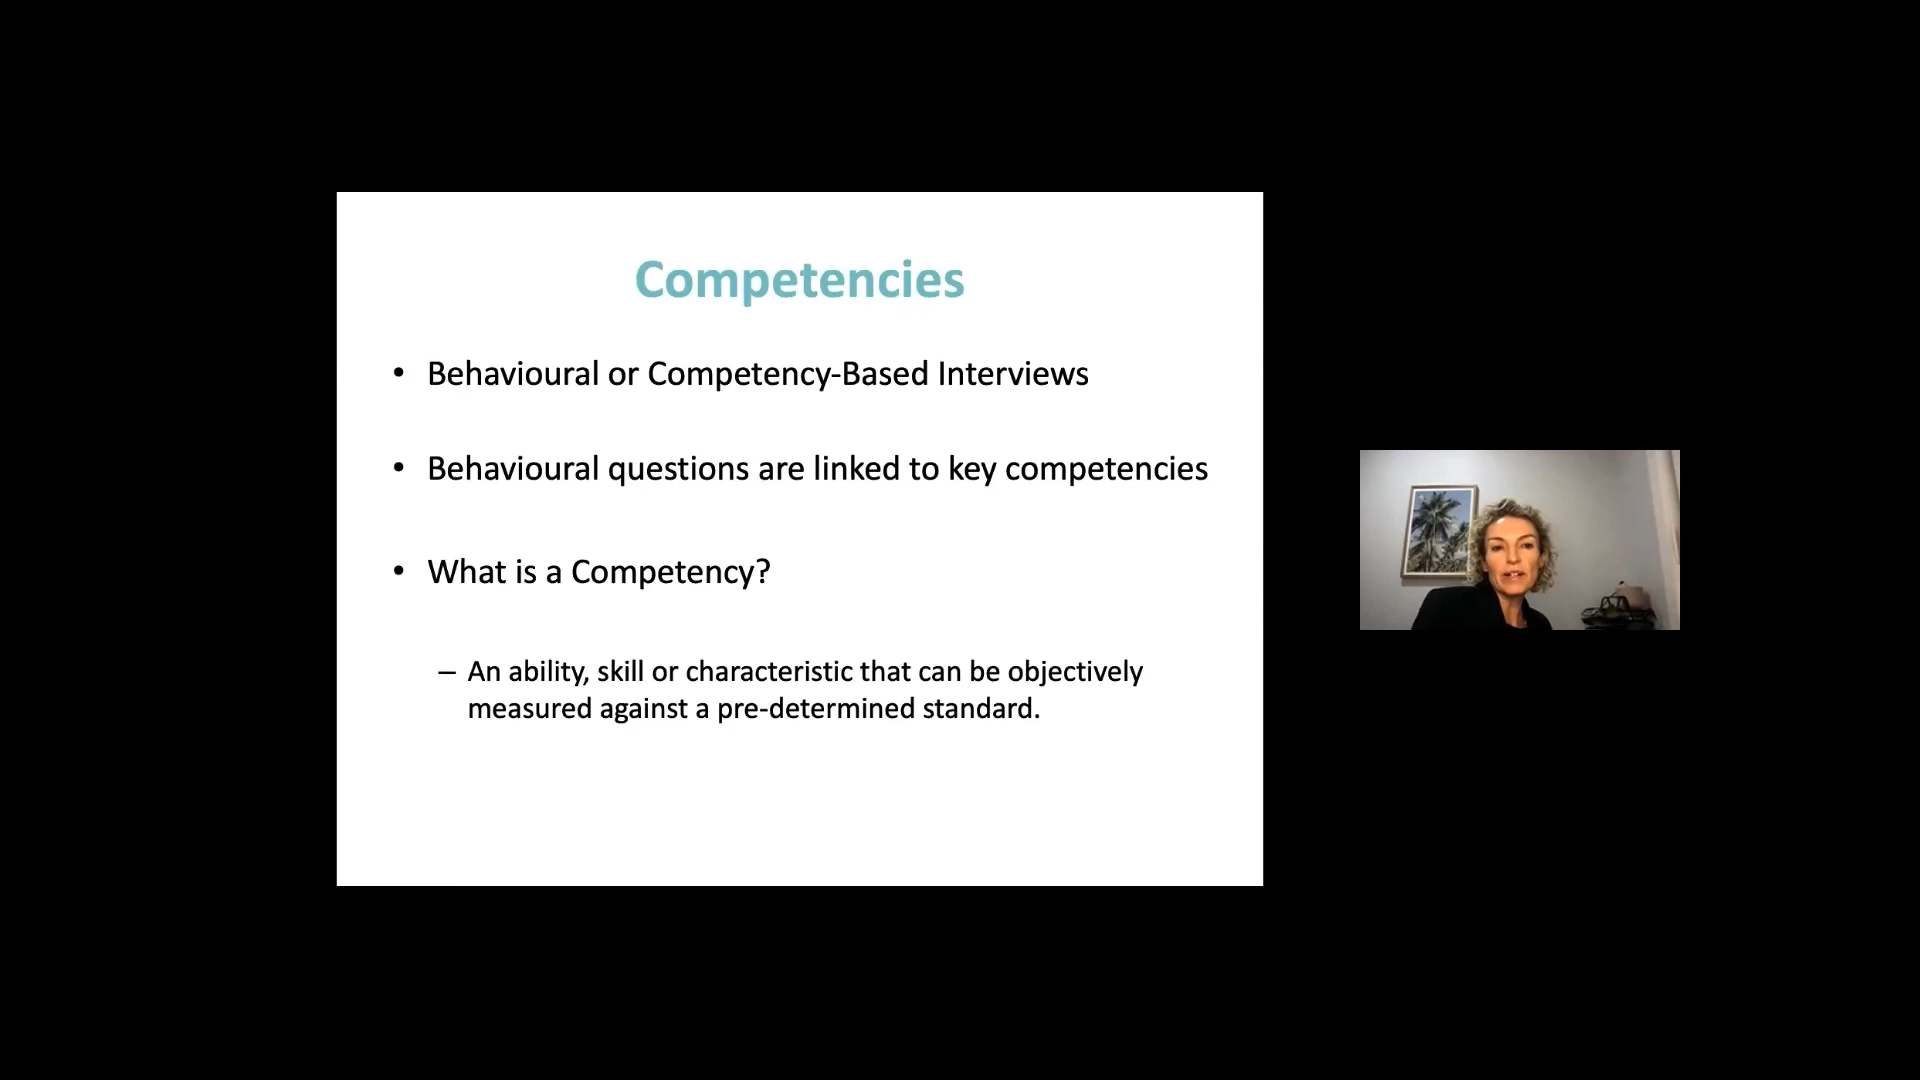 Competencies
• Behavioural or Competency-Based Interviews
• Behavioural questions are linked to key competencies
• What is a Competency?
– An ability, skill or characteristic that can be objectively
measured against a pre-determined standard.